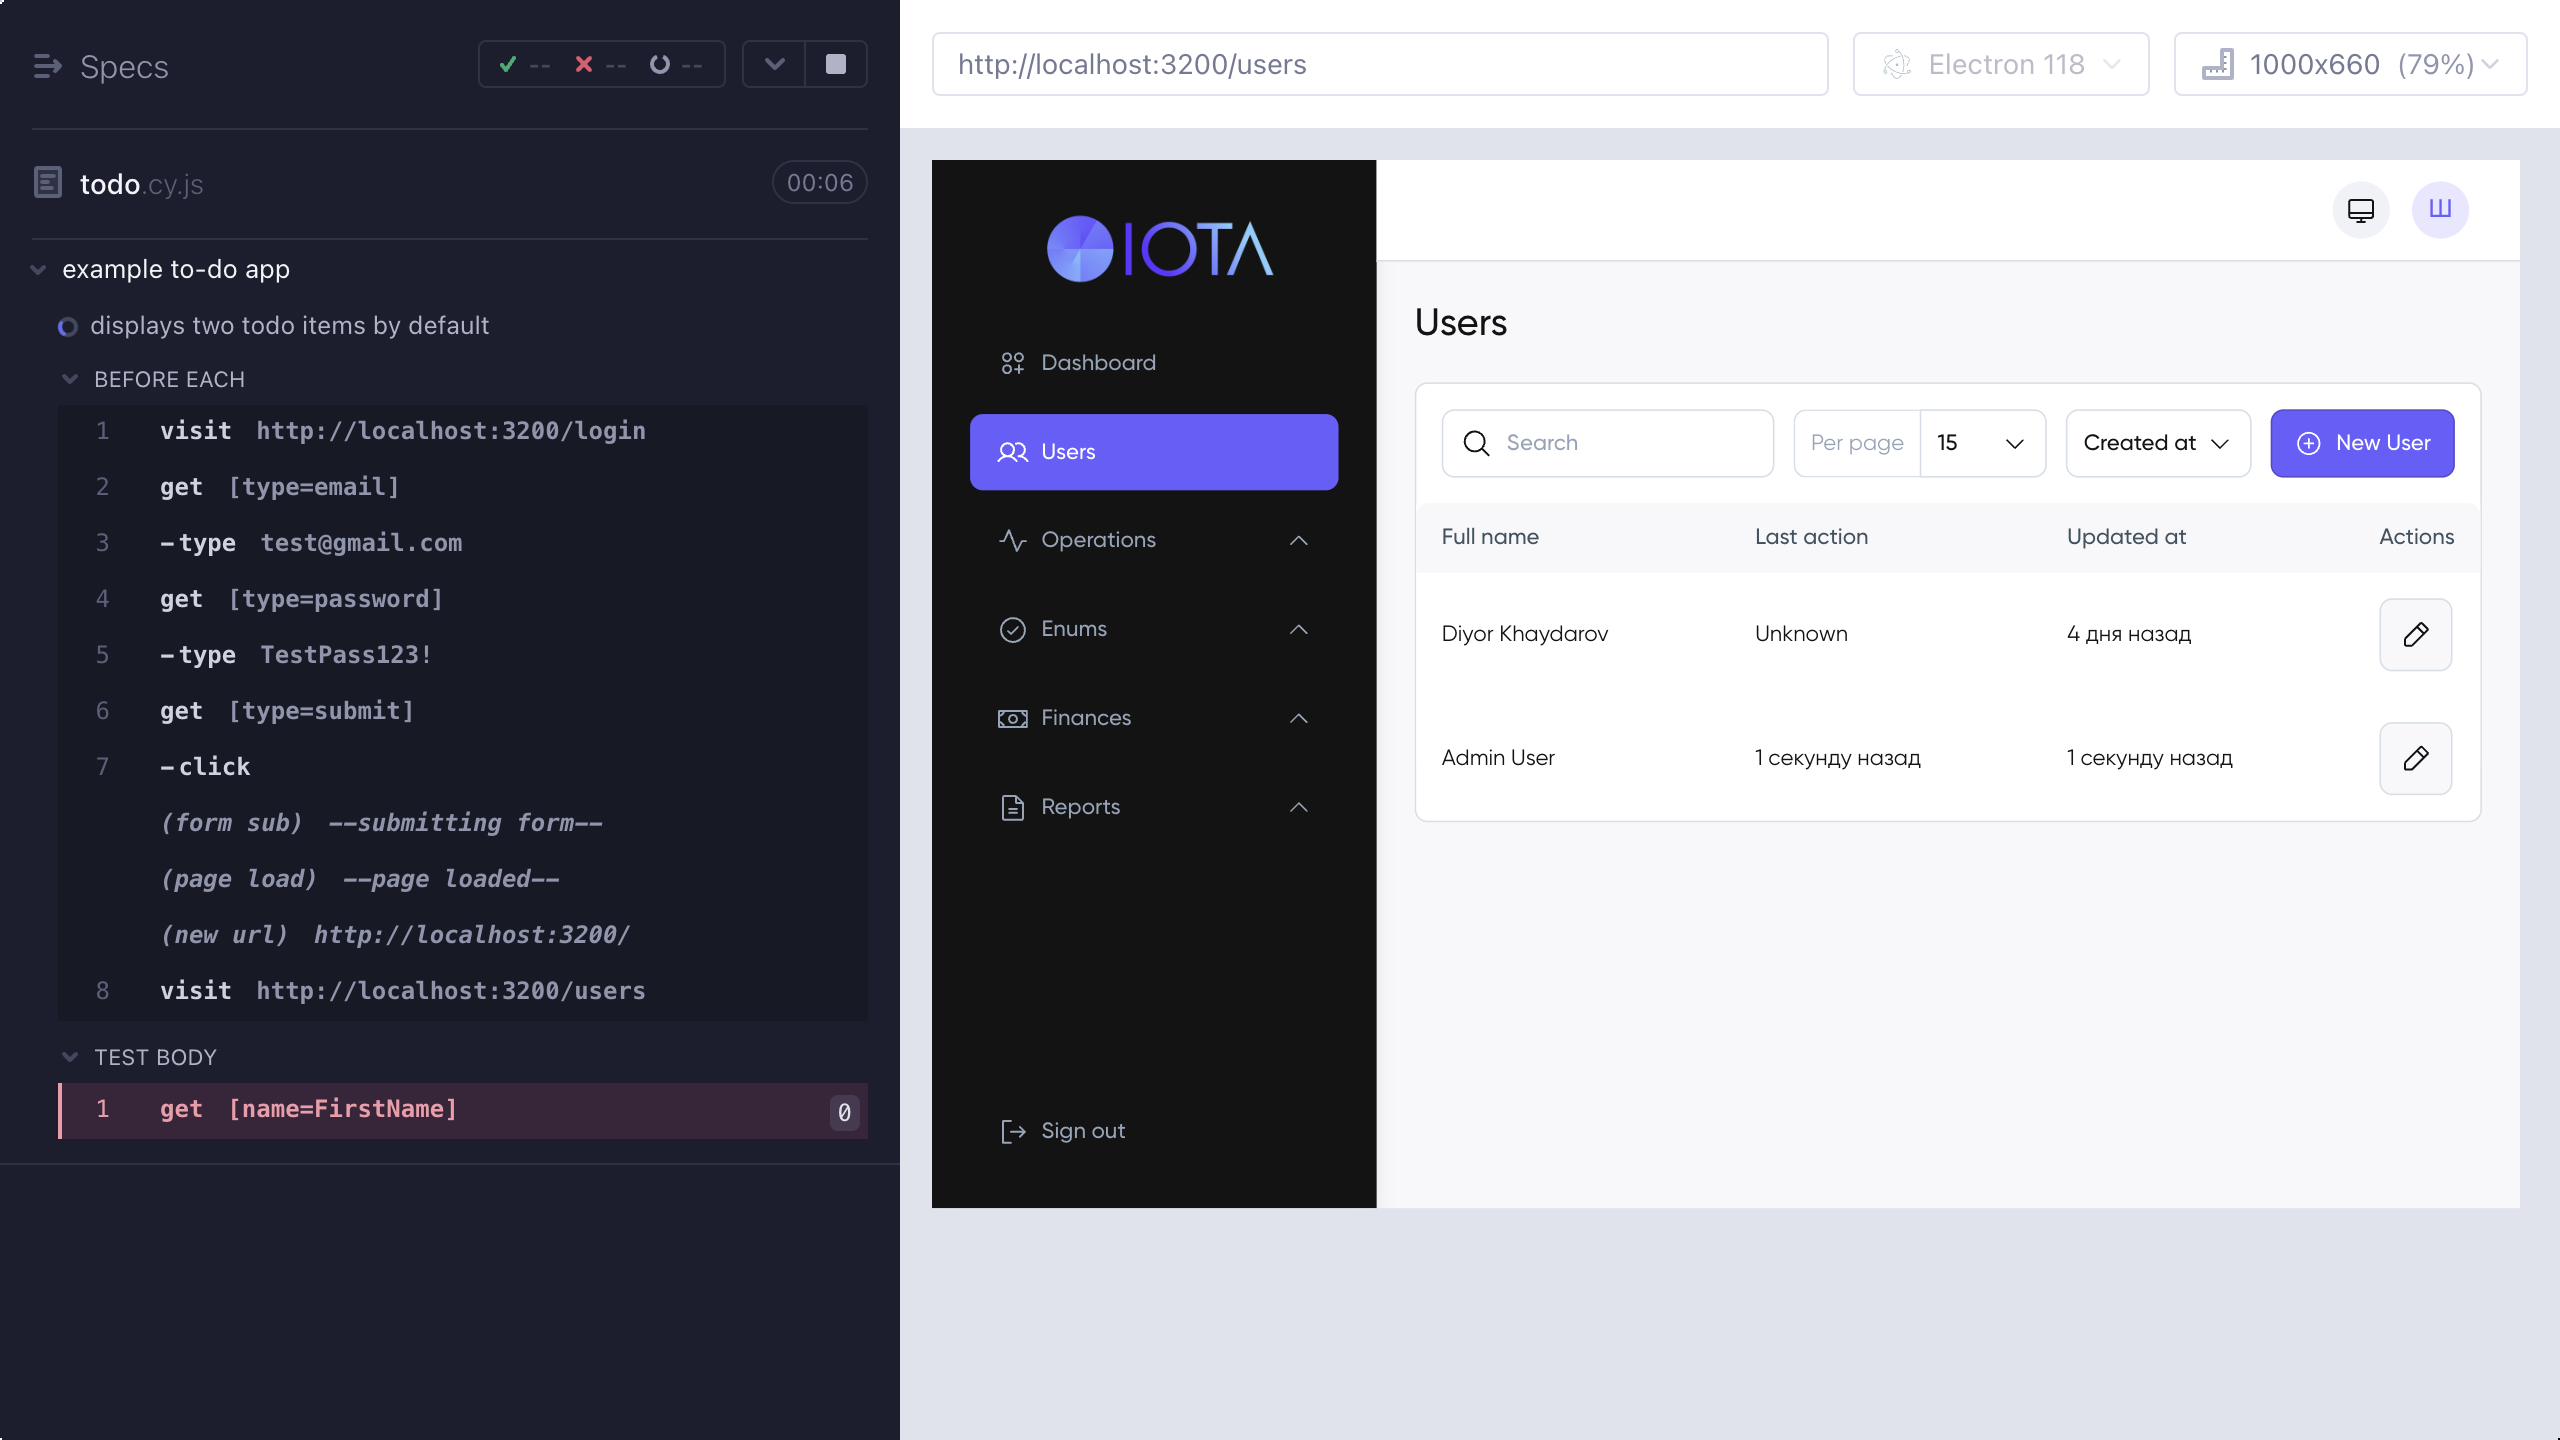 Specs
-- -- --
todo.cy.js
00:06
example to-do app
displays two todo items by default
BEFORE EACH
1 visit http://localhost:3200/login
2 get [type=email]
3 -type test@gmail.com
4 get [type=password]
5 -type TestPass123!
6 get [type=submit]
7 -click
(form sub) --submitting form--
(page load) --page loaded--
(new url) http://localhost:3200/
8 visit http://localhost:3200/users
TEST BODY
1 get [name=FirstName] 0
http://localhost:3200/users
Electron 118
1000x660 (79%)
IOTA
Dashboard
Users
Operations
Enums
Finances
Reports
Sign out
Ш
Users
Search
Per page 15
Created at
New User
Full name Last action Updated at Actions
Diyor Khaydarov Unknown 4 дня назад
Admin User 1 секунду назад 1 секунду назад